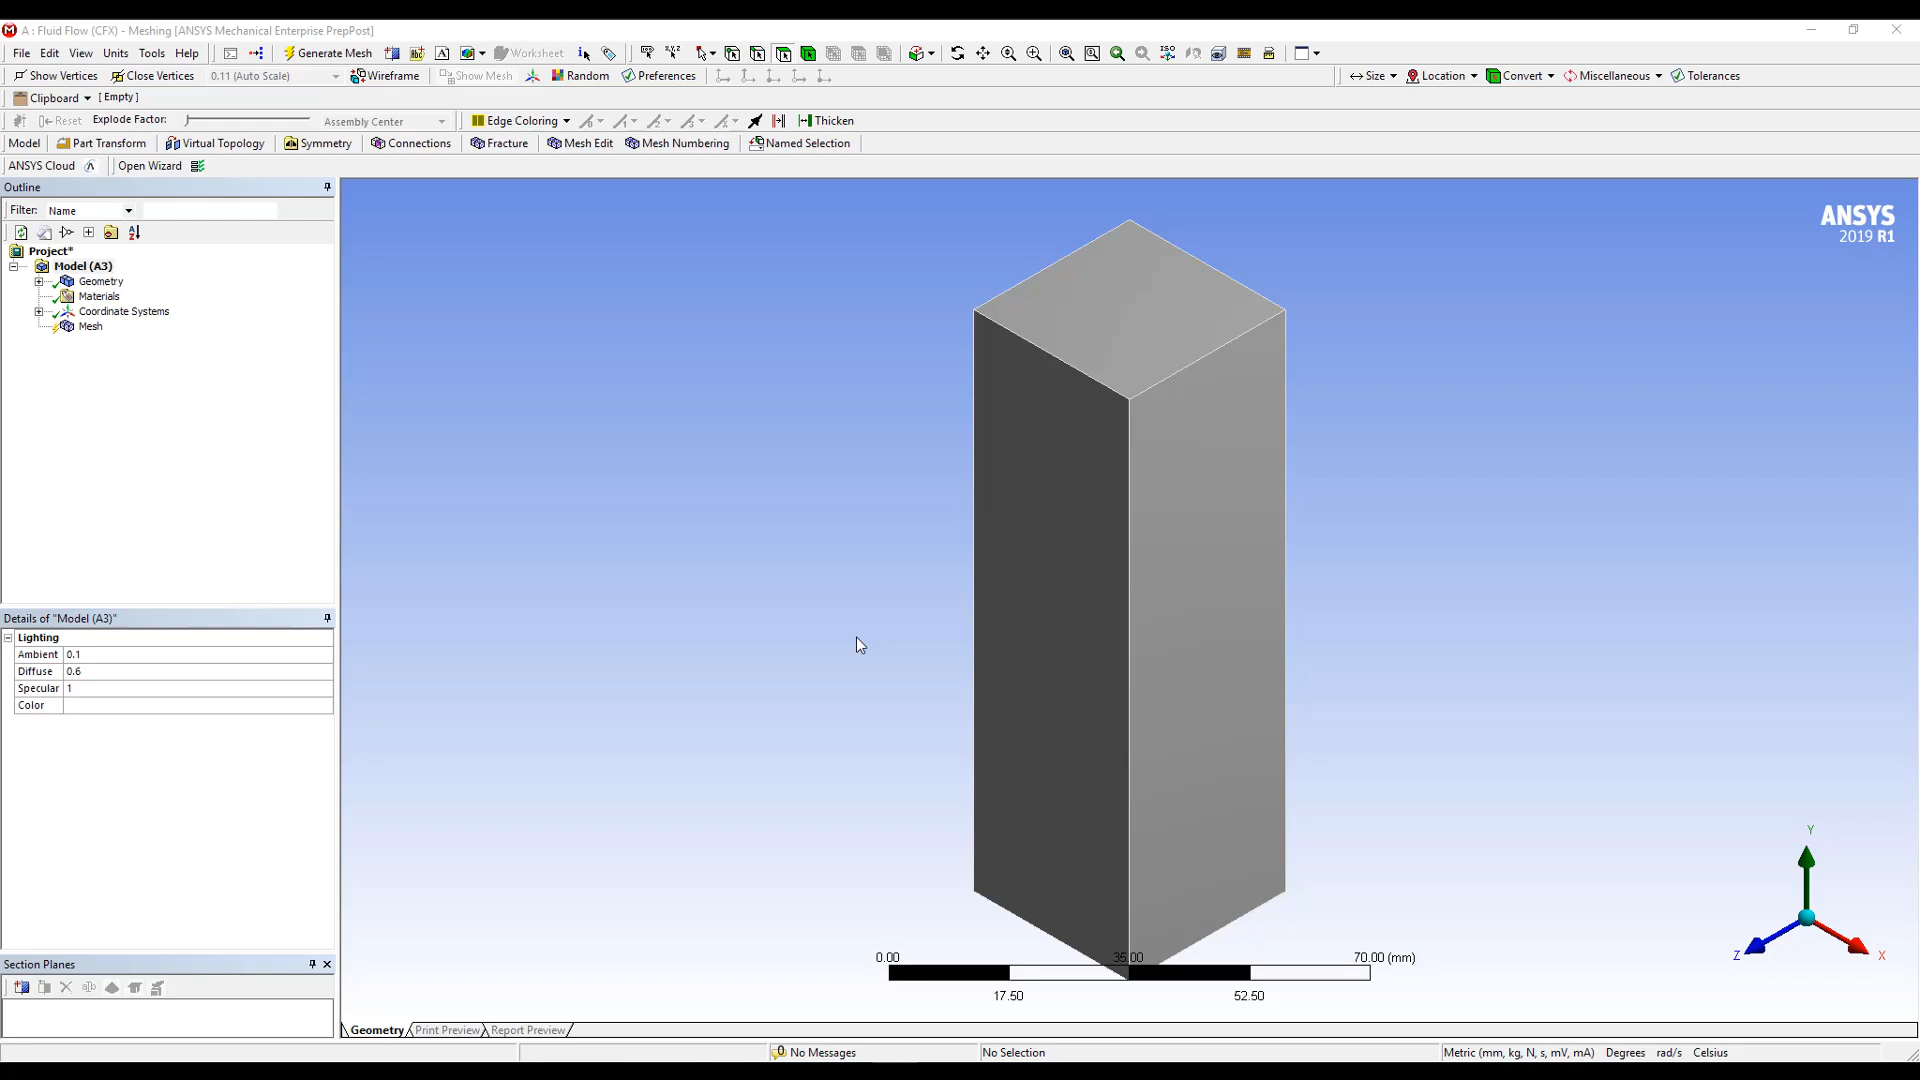 A : Fluid Flow (CFX) - Meshing [ANSYS Mechanical Enterprise PrepPost]
File Edit View Units Tools Help Generate Mesh Worksheet
Show Vertices Close Vertices 0.11 (Auto Scale) Wireframe Show Mesh Random Preferences Size Location Convert Miscellaneous Tolerances
Clipboard [ Empty ]
Reset Explode Factor: Assembly Center Edge Coloring Thicken
Model Part Transform Virtual Topology Symmetry Connections Fracture Mesh Edit Mesh Numbering Named Selection
ANSYS Cloud Open Wizard
Outline
Filter: Name
Project*
Model (A3)
Geometry
Materials
Coordinate Systems
Mesh
Details of "Model (A3)"
Lighting
Ambient 0.1
Diffuse 0.6
Specular 1
Color
Section Planes
ANSYS
2019 R1
0.00 35.00 70.00 (mm)
17.50 52.50
Y
Z
X
Geometry Print Preview Report Preview
0 No Messages No Selection Metric (mm, kg, N, s, mV, mA) Degrees rad/s Celsius